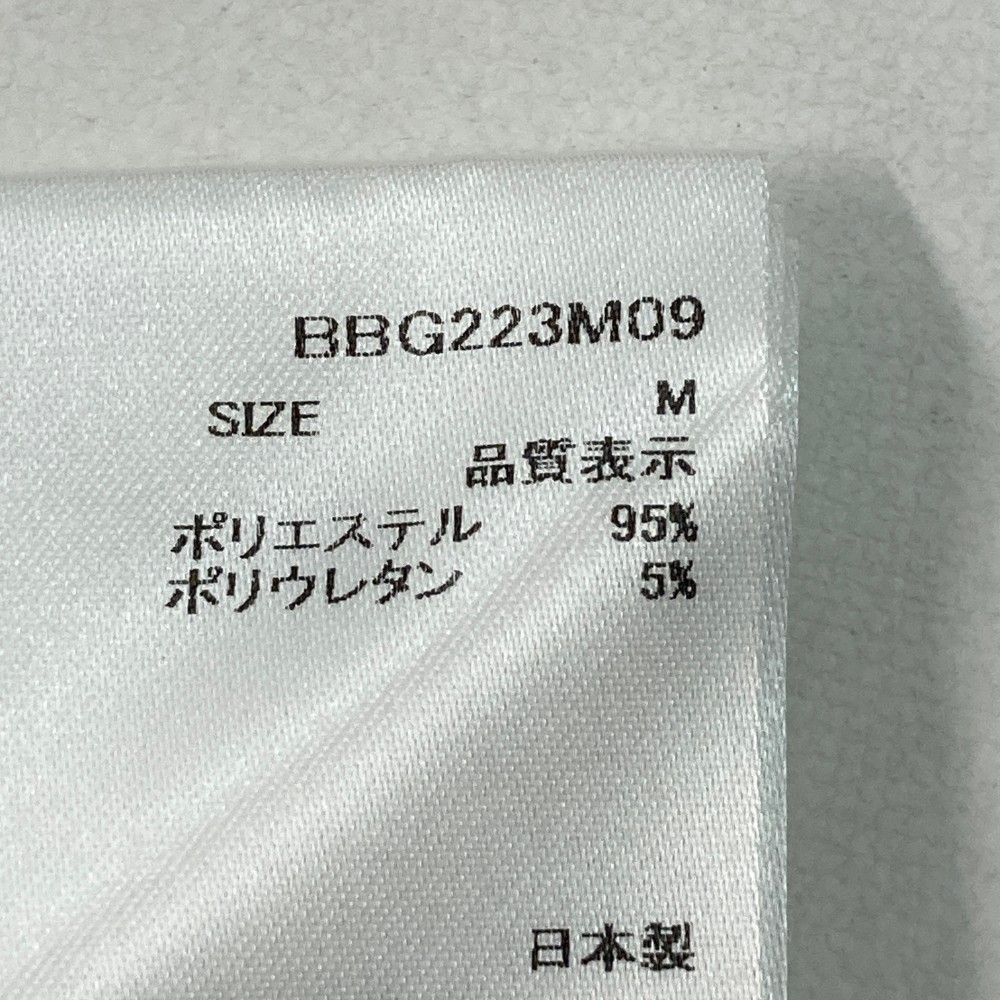 BBG223M09
SIZE M
品質表示
ポリエステル 95%
ポリウレタン 5%
日本製